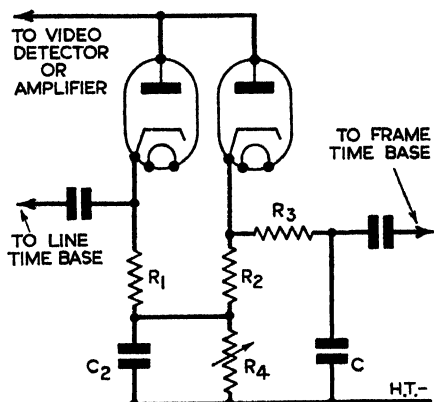 TO VIDEO
DETECTOR
OR
AMPLIFIER
TO FRAME
TIME BASE
TO LINE
TIME BASE
R3
R1
R2
C2
R4
C
H.T.-